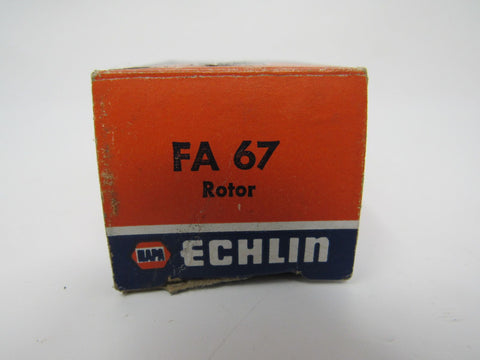 FA 67
Rotor
NAPA ECHLIN